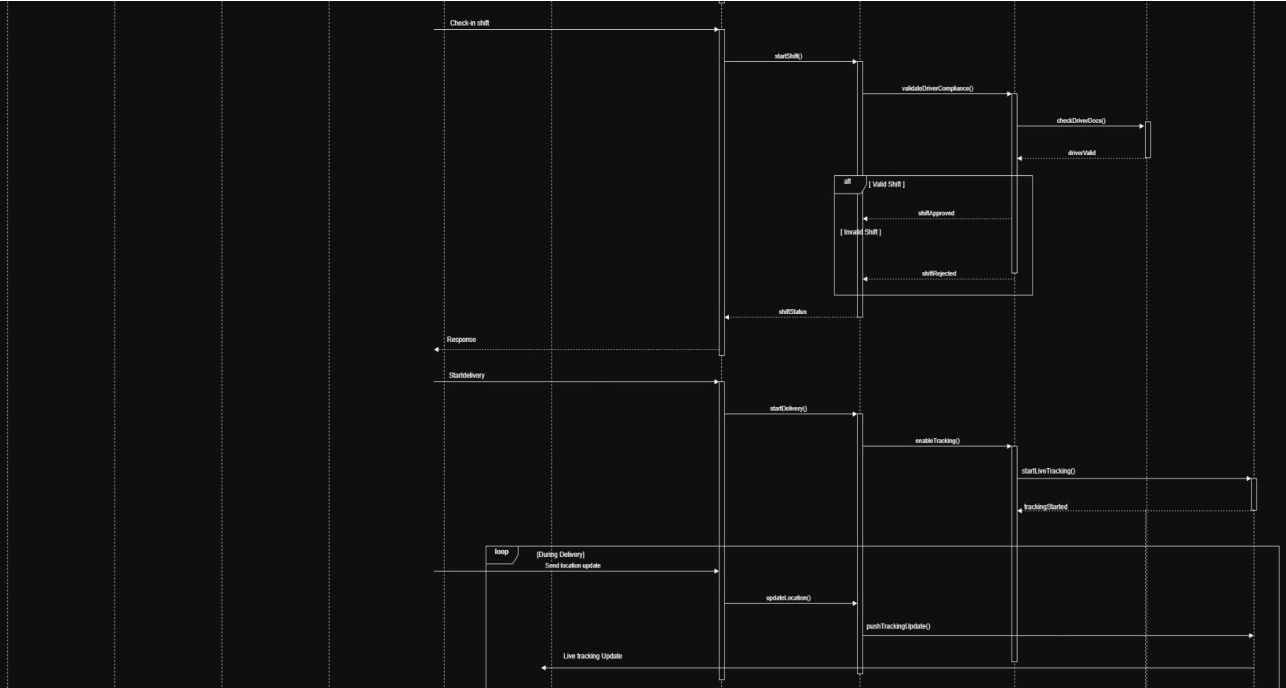 Check-in shift
startShift()
validateDriverCompliance()
checkDriverDocs()
driverValid
alt
[ Valid Shift ]
shiftApproved
[ Invalid Shift ]
shiftRejected
shiftStatus
Response
Startdelivery
startDelivery()
enableTracking()
startLiveTracking()
trackingStarted
loop
[During Delivery]
Send location update
updateLocation()
pushTrackingUpdate()
Live tracking Update